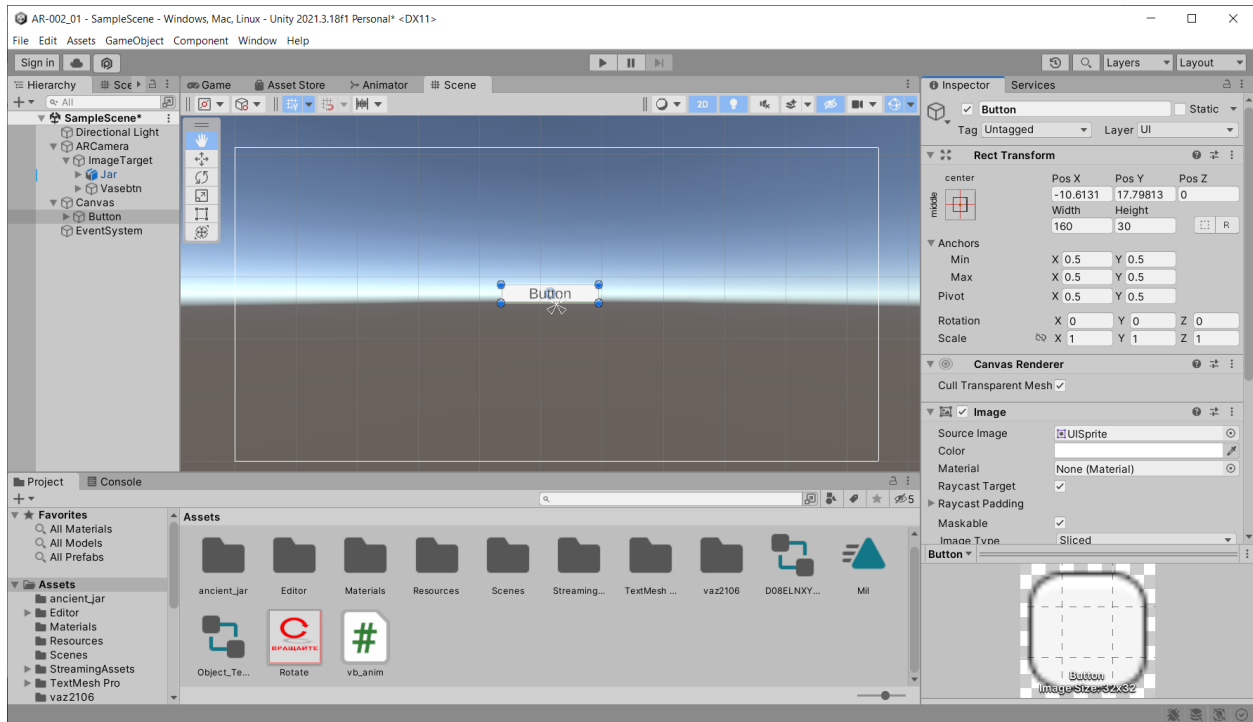 AR-002_01 - SampleScene - Windows, Mac, Linux - Unity 2021.3.18f1 Personal* <DX11>
File Edit Assets GameObject Component Window Help
Sign in
Layers
Layout
Hierarchy
Sce
All
SampleScene*
Directional Light
ARCamera
ImageTarget
Jar
Vasebtn
Canvas
Button
EventSystem
Game
Asset Store
Animator
Scene
2D
Button
Inspector
Services
Button
Static
Tag Untagged
Layer UI
Rect Transform
center
middle
Pos X Pos Y Pos Z
-10.6131 17.79813 0
Width Height
160 30
R
Anchors
Min X 0.5 Y 0.5
Max X 0.5 Y 0.5
Pivot X 0.5 Y 0.5
Rotation X 0 Y 0 Z 0
Scale X 1 Y 1 Z 1
Canvas Renderer
Cull Transparent Mesh
Image
Source Image UISprite
Color
Material None (Material)
Raycast Target
Raycast Padding
Maskable
Image Type Sliced
Button
Button
Image Size: 32x32
Project
Console
5
Favorites
All Materials
All Models
All Prefabs
Assets
ancient_jar
Editor
Materials
Resources
Scenes
StreamingAssets
TextMesh Pro
vaz2106
Assets
ancient_jar Editor Materials Resources Scenes Streaming... TextMesh ... vaz2106 D08ELNXY... Mil
С
ВРАЩАЙТЕ
#
Object_Te... Rotate vb_anim